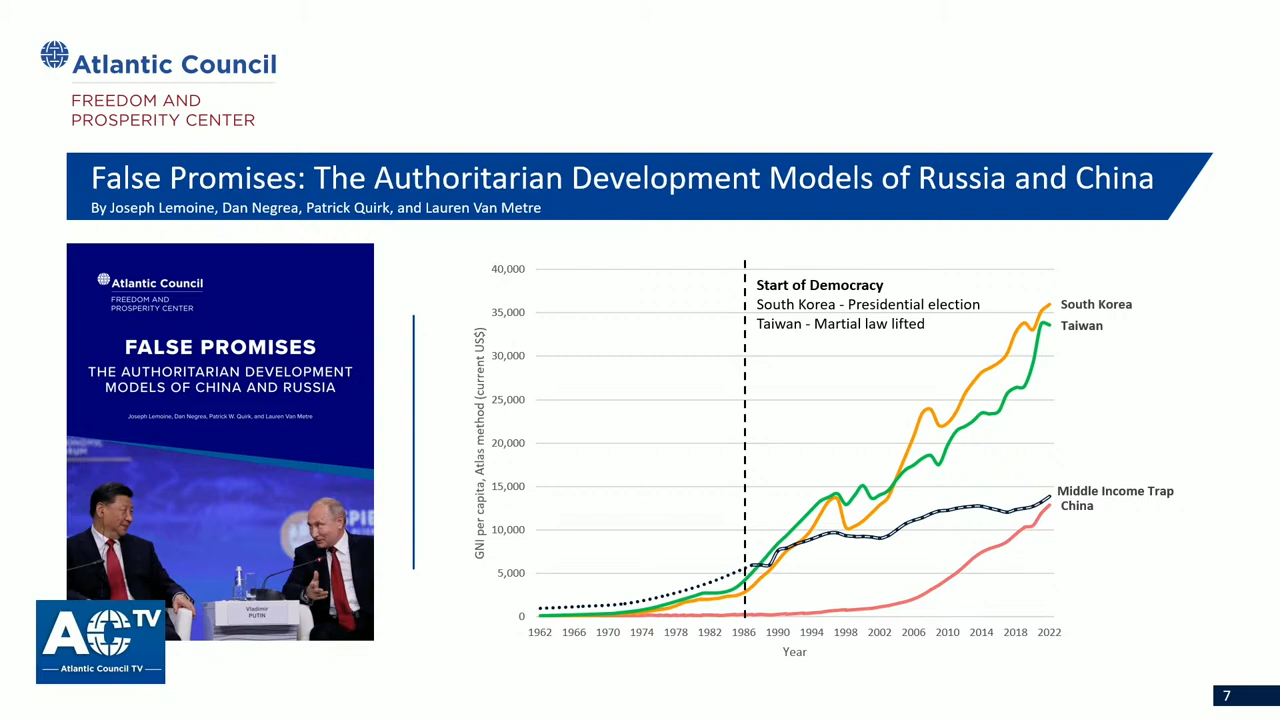 Atlantic Council
FREEDOM AND
PROSPERITY CENTER
False Promises: The Authoritarian Development Models of Russia and China
By Joseph Lemoine, Dan Negrea, Patrick Quirk, and Lauren Van Metre
Atlantic Council
FREEDOM AND
PROSPERITY CENTER
FALSE PROMISES
THE AUTHORITARIAN DEVELOPMENT
MODELS OF CHINA AND RUSSIA
Joseph Lemoine, Dan Negrea, Patrick W. Quirk, and Lauren Van Metre
Vladimir
PUTIN
AC TV
Atlantic Council TV
GNI per capita, Atlas method (current US$)
40,000
35,000
30,000
25,000
20,000
15,000
10,000
5,000
0
Start of Democracy
South Korea - Presidential election
Taiwan - Martial law lifted
South Korea
Taiwan
Middle Income Trap
China
1962 1966 1970 1974 1978 1982 1986 1990 1994 1998 2002 2006 2010 2014 2018 2022
Year
7